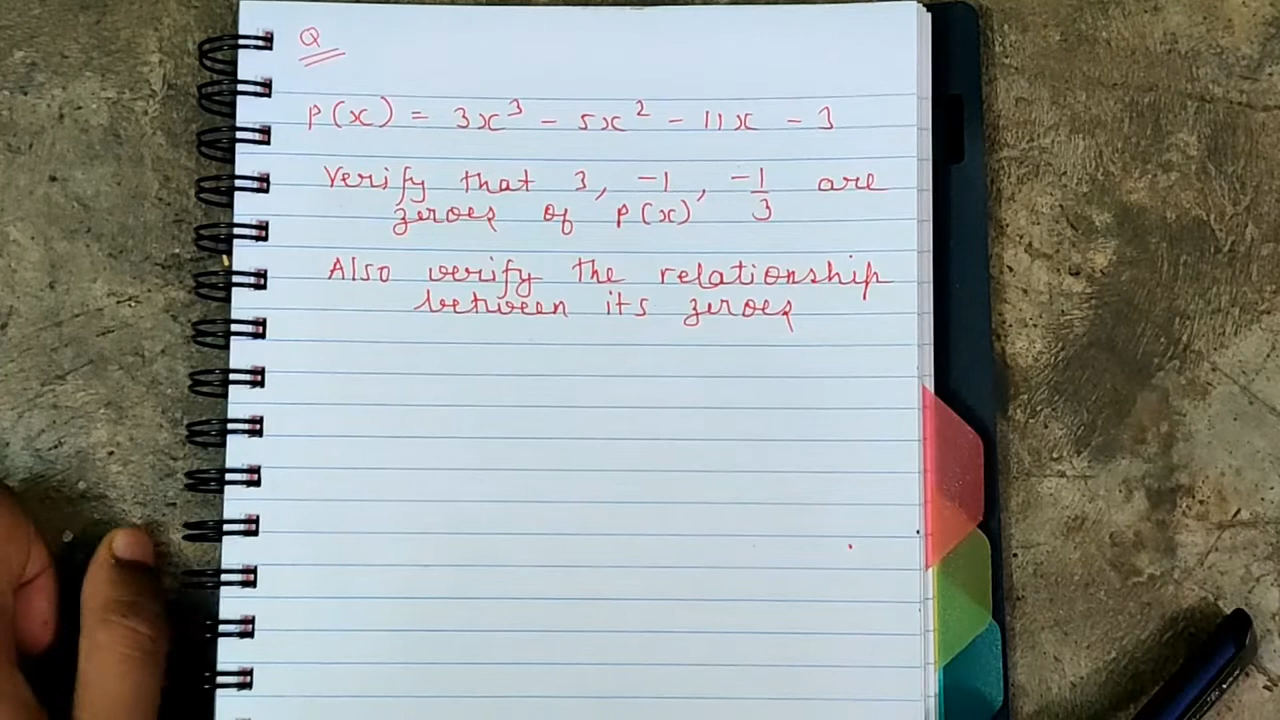 Q
p(x) = 3x³ - 5x² - 11x - 3
Verify that 3, -1, -1/3 are
zeroes of p(x)
Also verify the relationship
between its zeroes